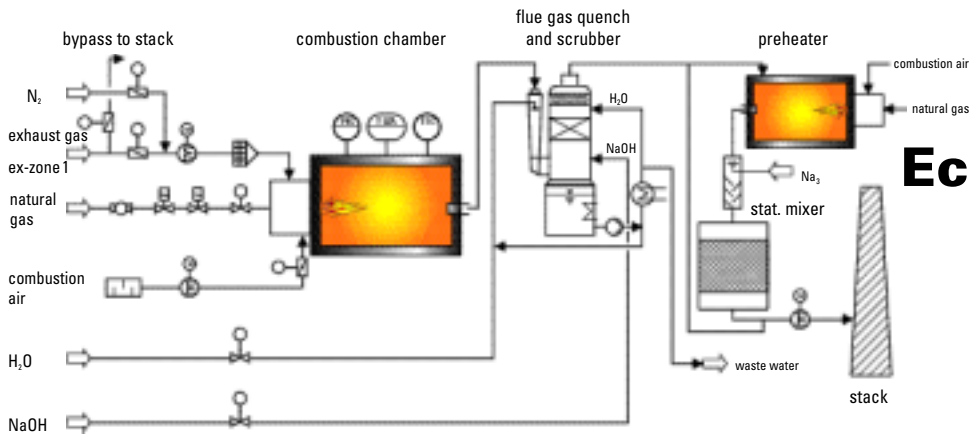 bypass to stack
combustion chamber
flue gas quench
and scrubber
preheater
combustion air
natural gas
N₂
exhaust gas
ex-zone 1
natural
gas
combustion
air
H₂O
NaOH
H₂O
NaOH
Na₃
stat. mixer
Ec
waste water
stack